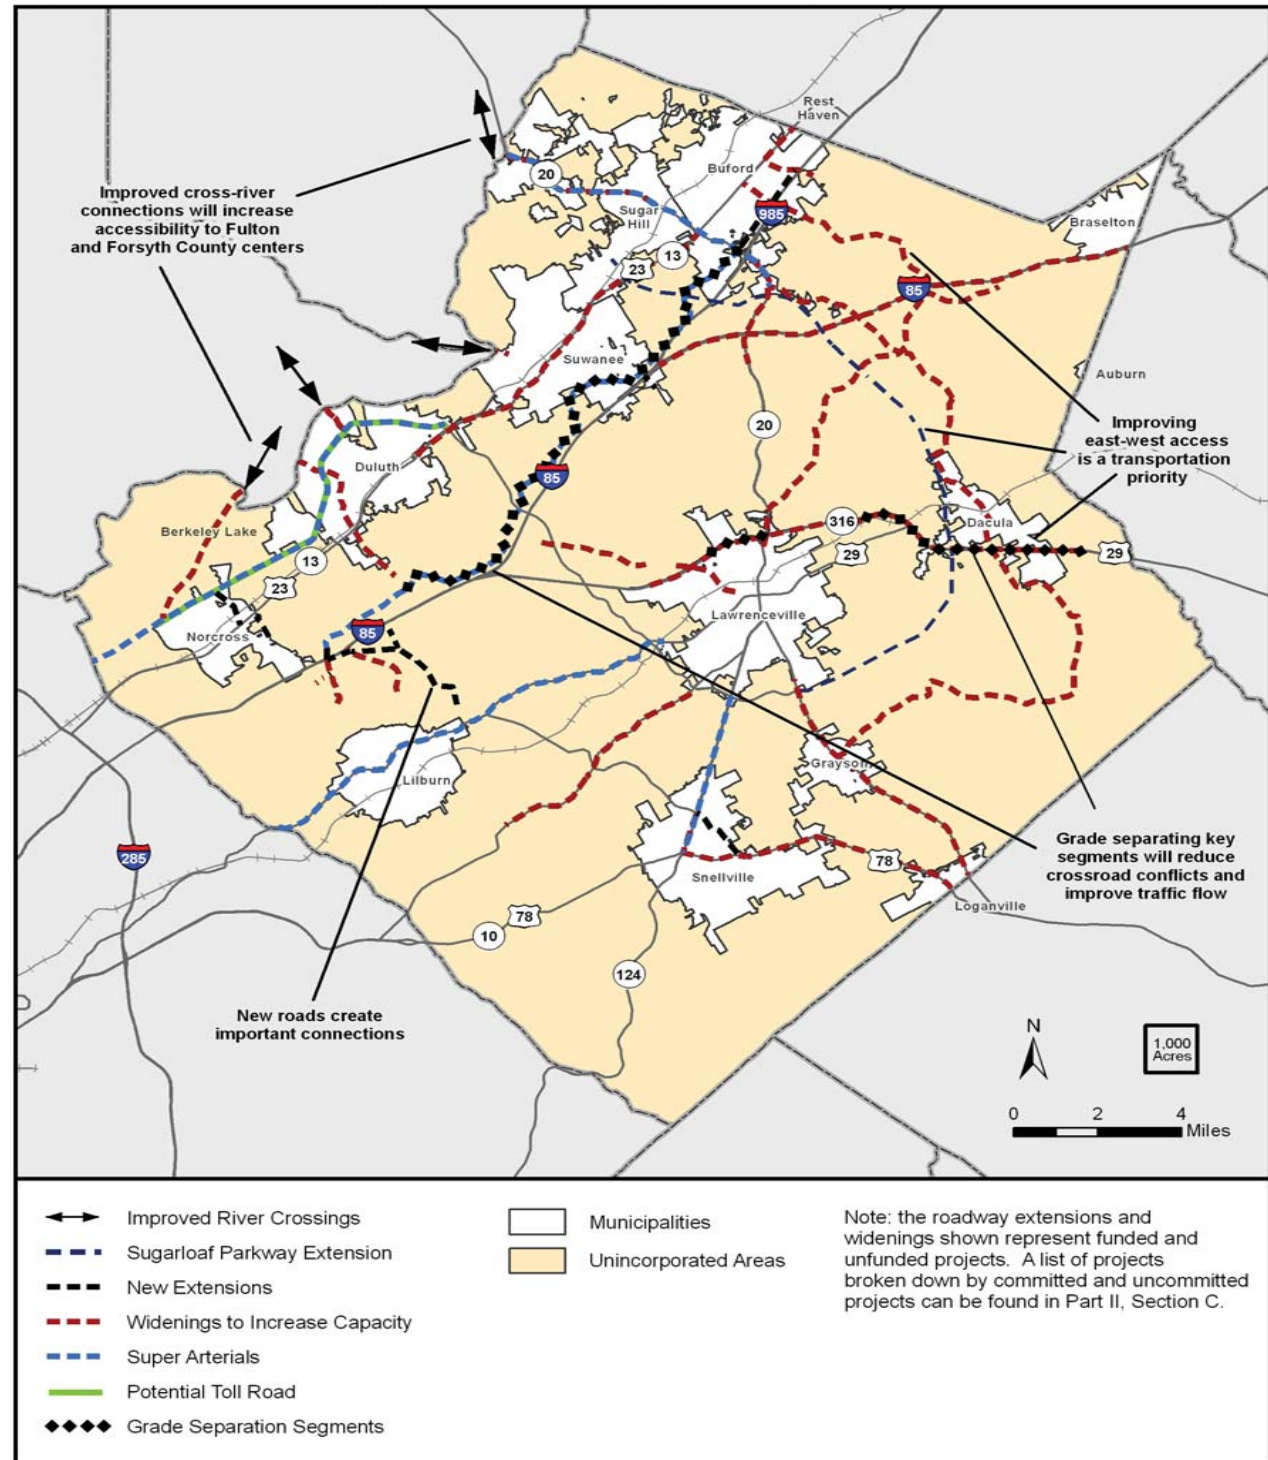 Rest
Haven
Buford
20
Improved cross-river
connections will increase
accessibility to Fulton
and Forsyth County centers
Sugar
Hill
985
Braselton
13
23
85
Suwanee
Auburn
20
Improving
east-west access
is a transportation
priority
Duluth
85
Berkeley Lake
316
Dacula
29
29
13
23
Lawrenceville
Norcross
85
Grayson
Lilburn
285
78
Snellville
Grade separating key
segments will reduce
crossroad conflicts and
improve traffic flow
Loganville
78
10
124
New roads create
important connections
N
1,000
Acres
0 2 4
Miles
Improved River Crossings
Sugarloaf Parkway Extension
New Extensions
Widenings to Increase Capacity
Super Arterials
Potential Toll Road
Grade Separation Segments
Municipalities
Unincorporated Areas
Note: the roadway extensions and
widenings shown represent funded and
unfunded projects. A list of projects
broken down by committed and uncommitted
projects can be found in Part II, Section C.